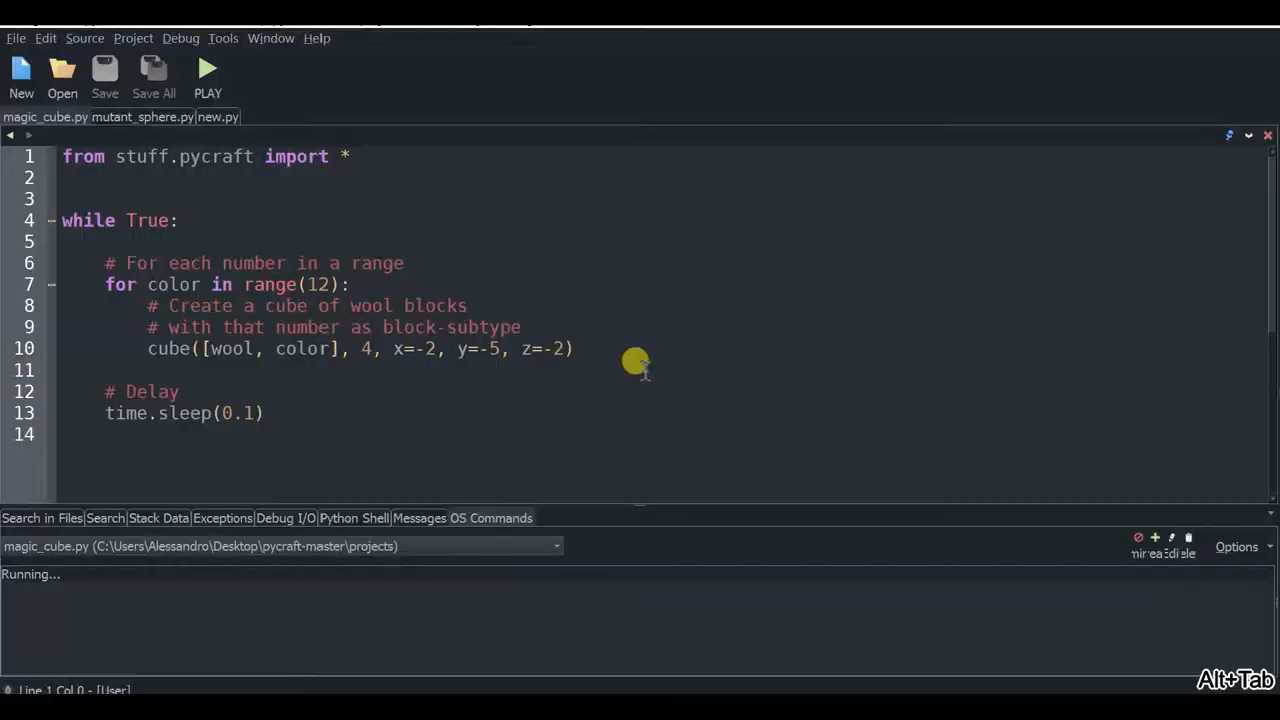 File Edit Source Project Debug Tools Window Help
New Open Save Save All PLAY
magic_cube.py mutant_sphere.py new.py
1 from stuff.pycraft import *
2
3
4 while True:
5
6 # For each number in a range
7 for color in range(12):
8 # Create a cube of wool blocks
9 # with that number as block-subtype
10 cube([wool, color], 4, x=-2, y=-5, z=-2)
11
12 # Delay
13 time.sleep(0.1)
14
Search in Files Search Stack Data Exceptions Debug I/O Python Shell Messages OS Commands
magic_cube.py (C:\Users\Alessandro\Desktop\pycraft-master\projects)
Options
Running...
Line 1 Col 0 - [User]
Alt+Tab